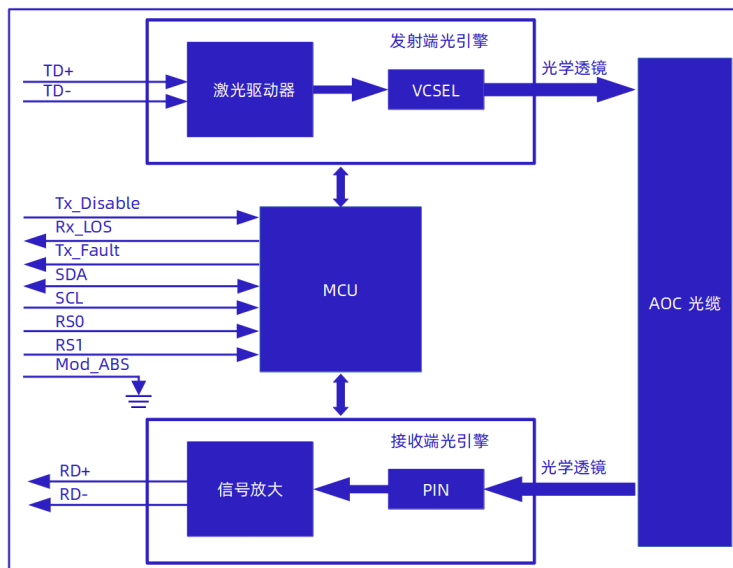 发射端光引擎
TD+
TD-
激光驱动器
VCSEL
光学透镜
Tx_Disable
Rx_LOS
Tx_Fault
SDA
SCL
RS0
RS1
Mod_ABS
MCU
AOC 光缆
接收端光引擎
RD+
RD-
信号放大
PIN
光学透镜